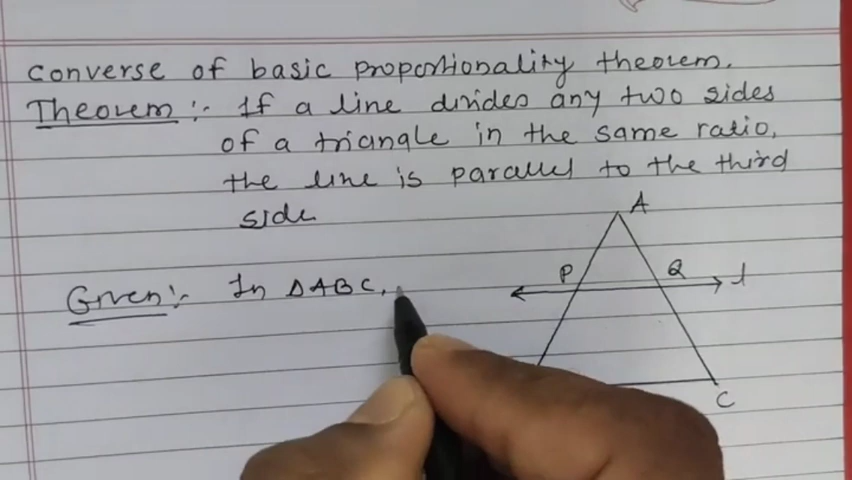 converse of basic proportionality theorem.
Theorem :- If a line divides any two sides
of a triangle in the same ratio,
the line is parallel to the third
side
A
P Q l
Given :- In ΔABC,
C